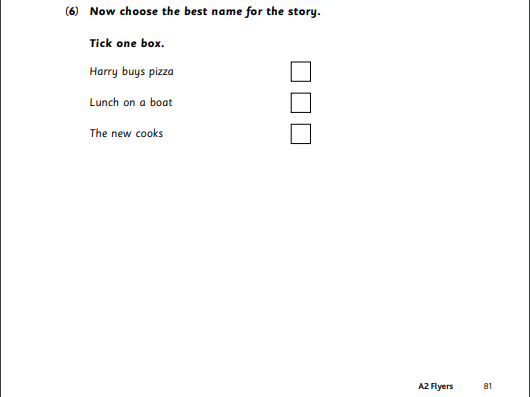 (6) Now choose the best name for the story.
Tick one box.
Harry buys pizza
Lunch on a boat
The new cooks
A2 Flyers 81